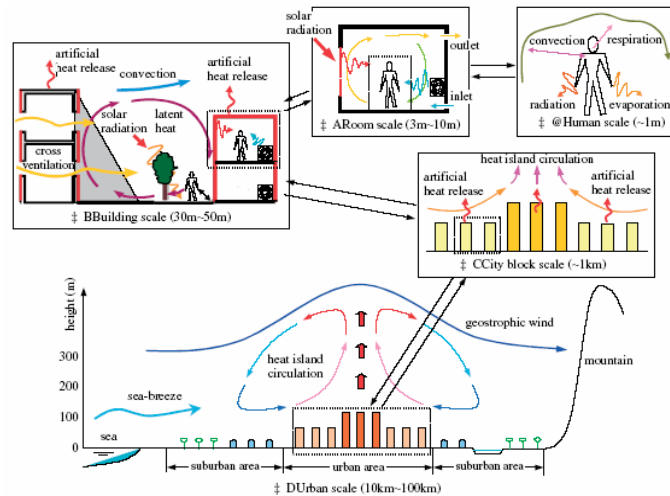 artificial
heat release
convection
artificial
heat release
solar
radiation
latent
heat
cross
ventilation
‡ BBuilding scale (30m~50m)
solar
radiation
outlet
inlet
‡ ARoom scale (3m~10m)
convection
respiration
radiation
evaporation
‡ @Human scale (~1m)
heat island circulation
artificial
heat release
artificial
heat release
‡ CCity block scale (~1km)
height (m)
300
200
100
0
geostrophic wind
mountain
heat island
circulation
sea-breeze
sea
suburban area
urban area
suburban area
‡ DUrban scale (10km~100km)